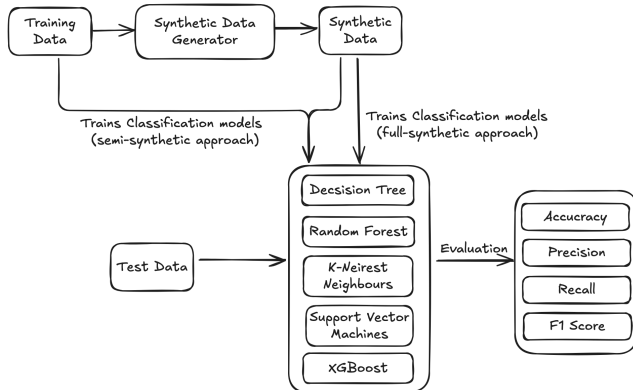 Training
Data
Synthetic Data
Generator
Synthetic
Data
Trains Classification models
(semi-synthetic approach)
Trains Classification models
(full-synthetic approach)
Decsision Tree
Random Forest
K-Neirest
Neighbours
Support Vector
Machines
XGBoost
Test Data
Evaluation
Accucracy
Precision
Recall
F1 Score